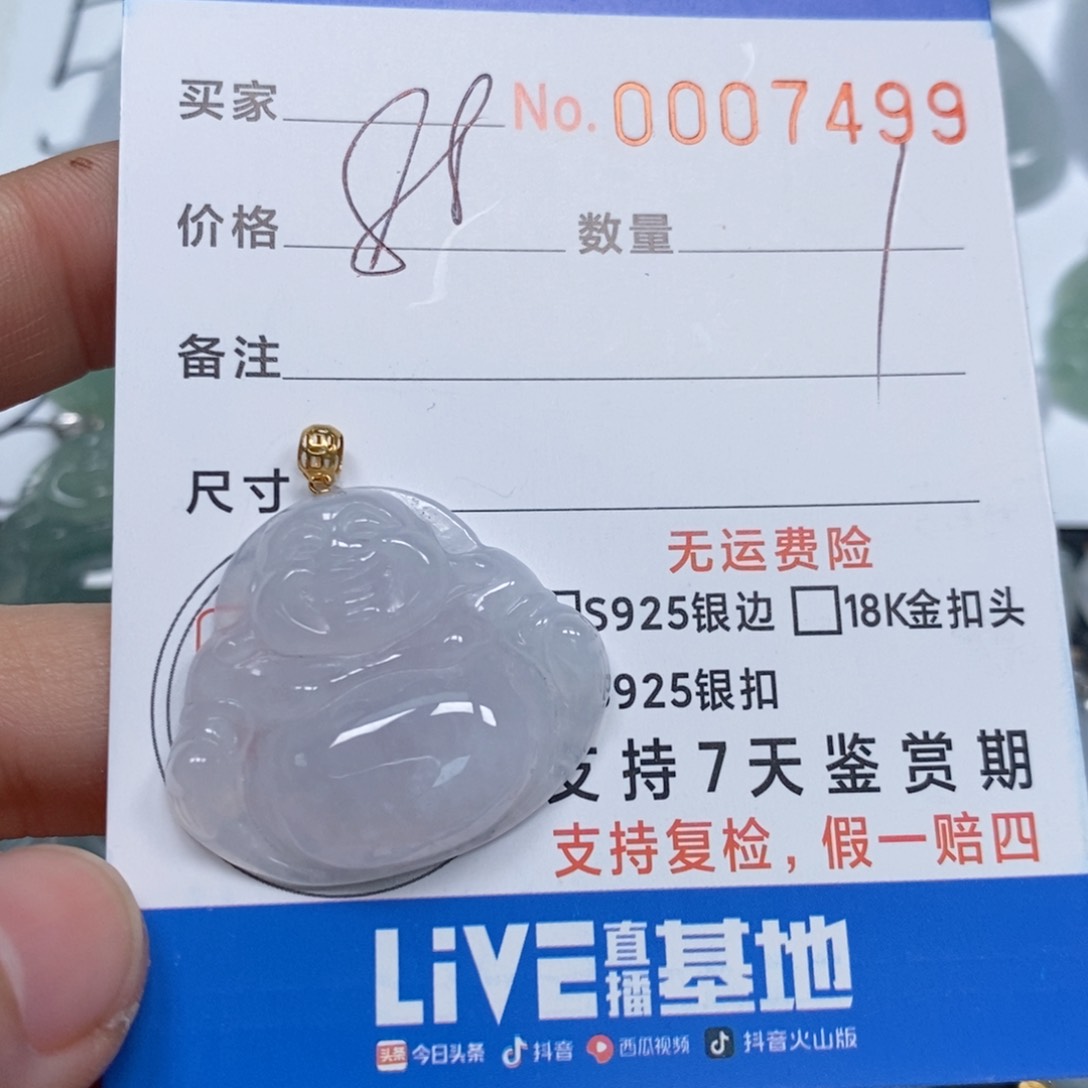 买家 No. 0007499
价格 数量 1
备注
尺寸
无运费险
S925银边 18K金扣头
925银扣
支持7天鉴赏期
支持复检，假一赔四
LiVE直播基地
头条 今日头条 抖音 西瓜视频 抖音火山版